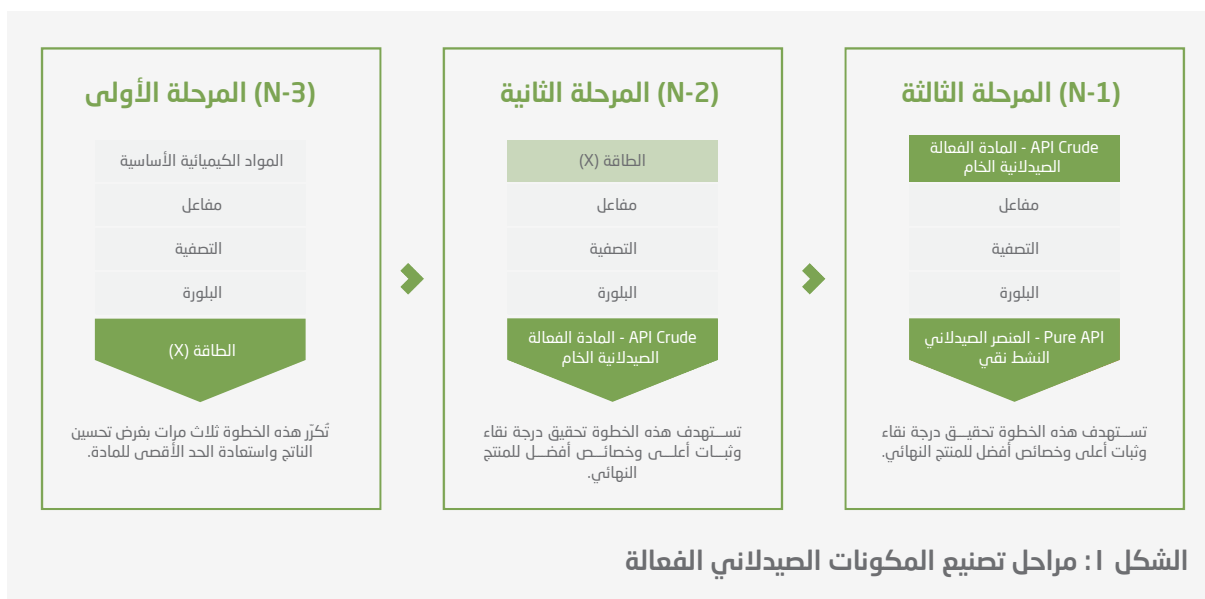 (N-3) المرحلة الأولى
المواد الكيميائية الأساسية
مفاعل
التصفية
البلورة
الطاقة (X)
تُكرّر هذه الخطوة ثلاث مرات بغرض تحسين
الناتج واستعادة الحد الأقصى للمادة.
(N-2) المرحلة الثانية
الطاقة (X)
مفاعل
التصفية
البلورة
API Crude - المادة الفعالة
الصيدلانية الخام
تستهدف هذه الخطوة تحقيق درجة نقاء
وثبات أعلى وخصائص أفضل للمنتج
النهائي.
(N-1) المرحلة الثالثة
API Crude - المادة الفعالة
الصيدلانية الخام
مفاعل
التصفية
البلورة
Pure API - العنصر الصيدلاني
النشط نقي
تستهدف هذه الخطوة تحقيق درجة نقاء
وثبات أعلى وخصائص أفضل للمنتج النهائي.
الشكل ١: مراحل تصنيع المكونات الصيدلاني الفعالة